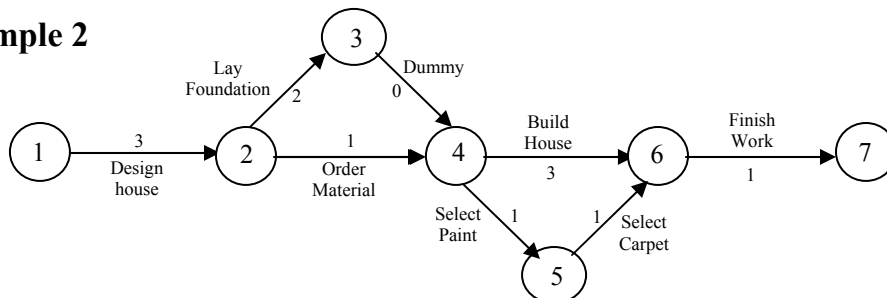 mple 2
3
Lay
Foundation
2
Dummy
0
1
3
Design
house
2
1
Order
Material
4
Build
House
3
6
Finish
Work
1
7
Select
Paint
1
1
Select
Carpet
5